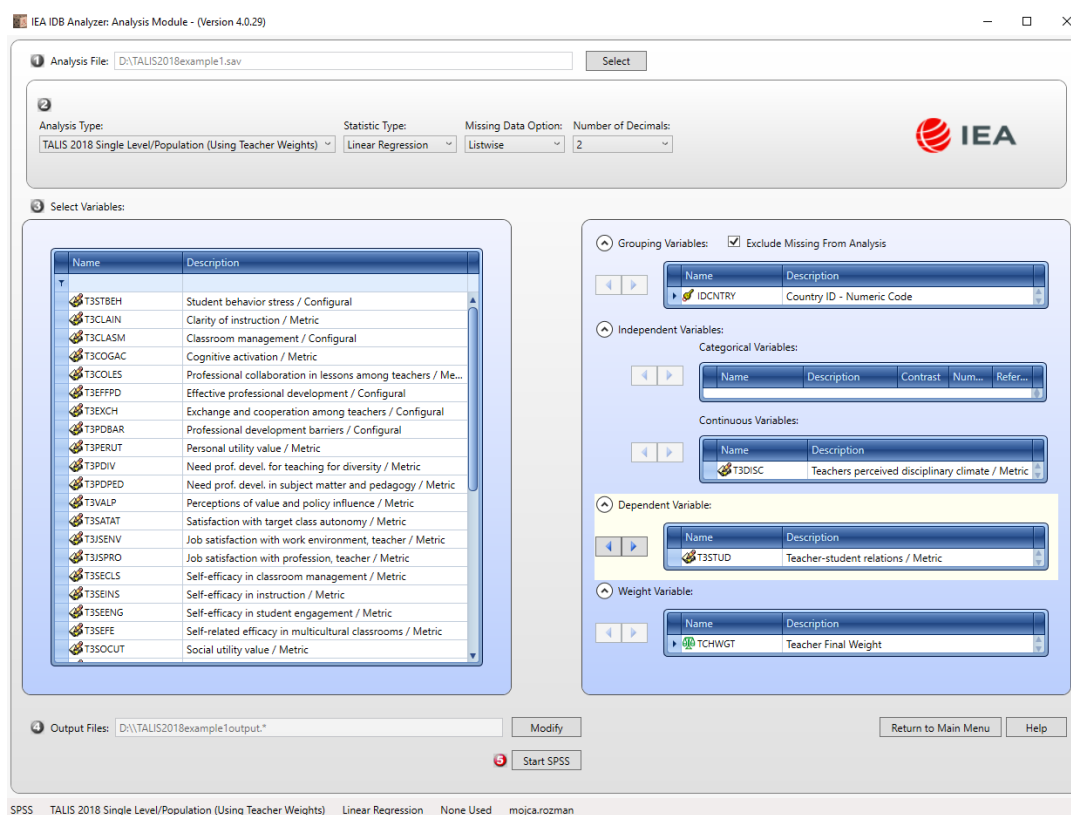 IEA IDB Analyzer: Analysis Module - (Version 4.0.29)
1 Analysis File: D:\TALIS2018example1.sav Select
2
Analysis Type: Statistic Type: Missing Data Option: Number of Decimals:
TALIS 2018 Single Level/Population (Using Teacher Weights) Linear Regression Listwise 2
IEA
3 Select Variables:
Name Description
T3STBEH Student behavior stress / Configural
T3CLAIN Clarity of instruction / Metric
T3CLASM Classroom management / Configural
T3COGAC Cognitive activation / Metric
T3COLES Professional collaboration in lessons among teachers / Me...
T3EFFPD Effective professional development / Configural
T3EXCH Exchange and cooperation among teachers / Configural
T3PDBAR Professional development barriers / Configural
T3PERUT Personal utility value / Metric
T3PDIV Need prof. devel. for teaching for diversity / Metric
T3PDPED Need prof. devel. in subject matter and pedagogy / Metric
T3VALP Perceptions of value and policy influence / Metric
T3SATAT Satisfaction with target class autonomy / Metric
T3JSENV Job satisfaction with work environment, teacher / Metric
T3JSPRO Job satisfaction with profession, teacher / Metric
T3SECLS Self-efficacy in classroom management / Metric
T3SEINS Self-efficacy in instruction / Metric
T3SEENG Self-efficacy in student engagement / Metric
T3SEFE Self-related efficacy in multicultural classrooms / Metric
T3SOCUT Social utility value / Metric
Grouping Variables: Exclude Missing From Analysis
Name Description
IDCNTRY Country ID - Numeric Code
Independent Variables:
Categorical Variables:
Name Description Contrast Num... Refer...
Continuous Variables:
Name Description
T3DISC Teachers perceived disciplinary climate / Metric
Dependent Variable:
Name Description
T3STUD Teacher-student relations / Metric
Weight Variable:
Name Description
TCHWGT Teacher Final Weight
4 Output Files: D:\\TALIS2018example1output.* Modify
Return to Main Menu Help
5 Start SPSS
SPSS TALIS 2018 Single Level/Population (Using Teacher Weights) Linear Regression None Used mojca.rozman